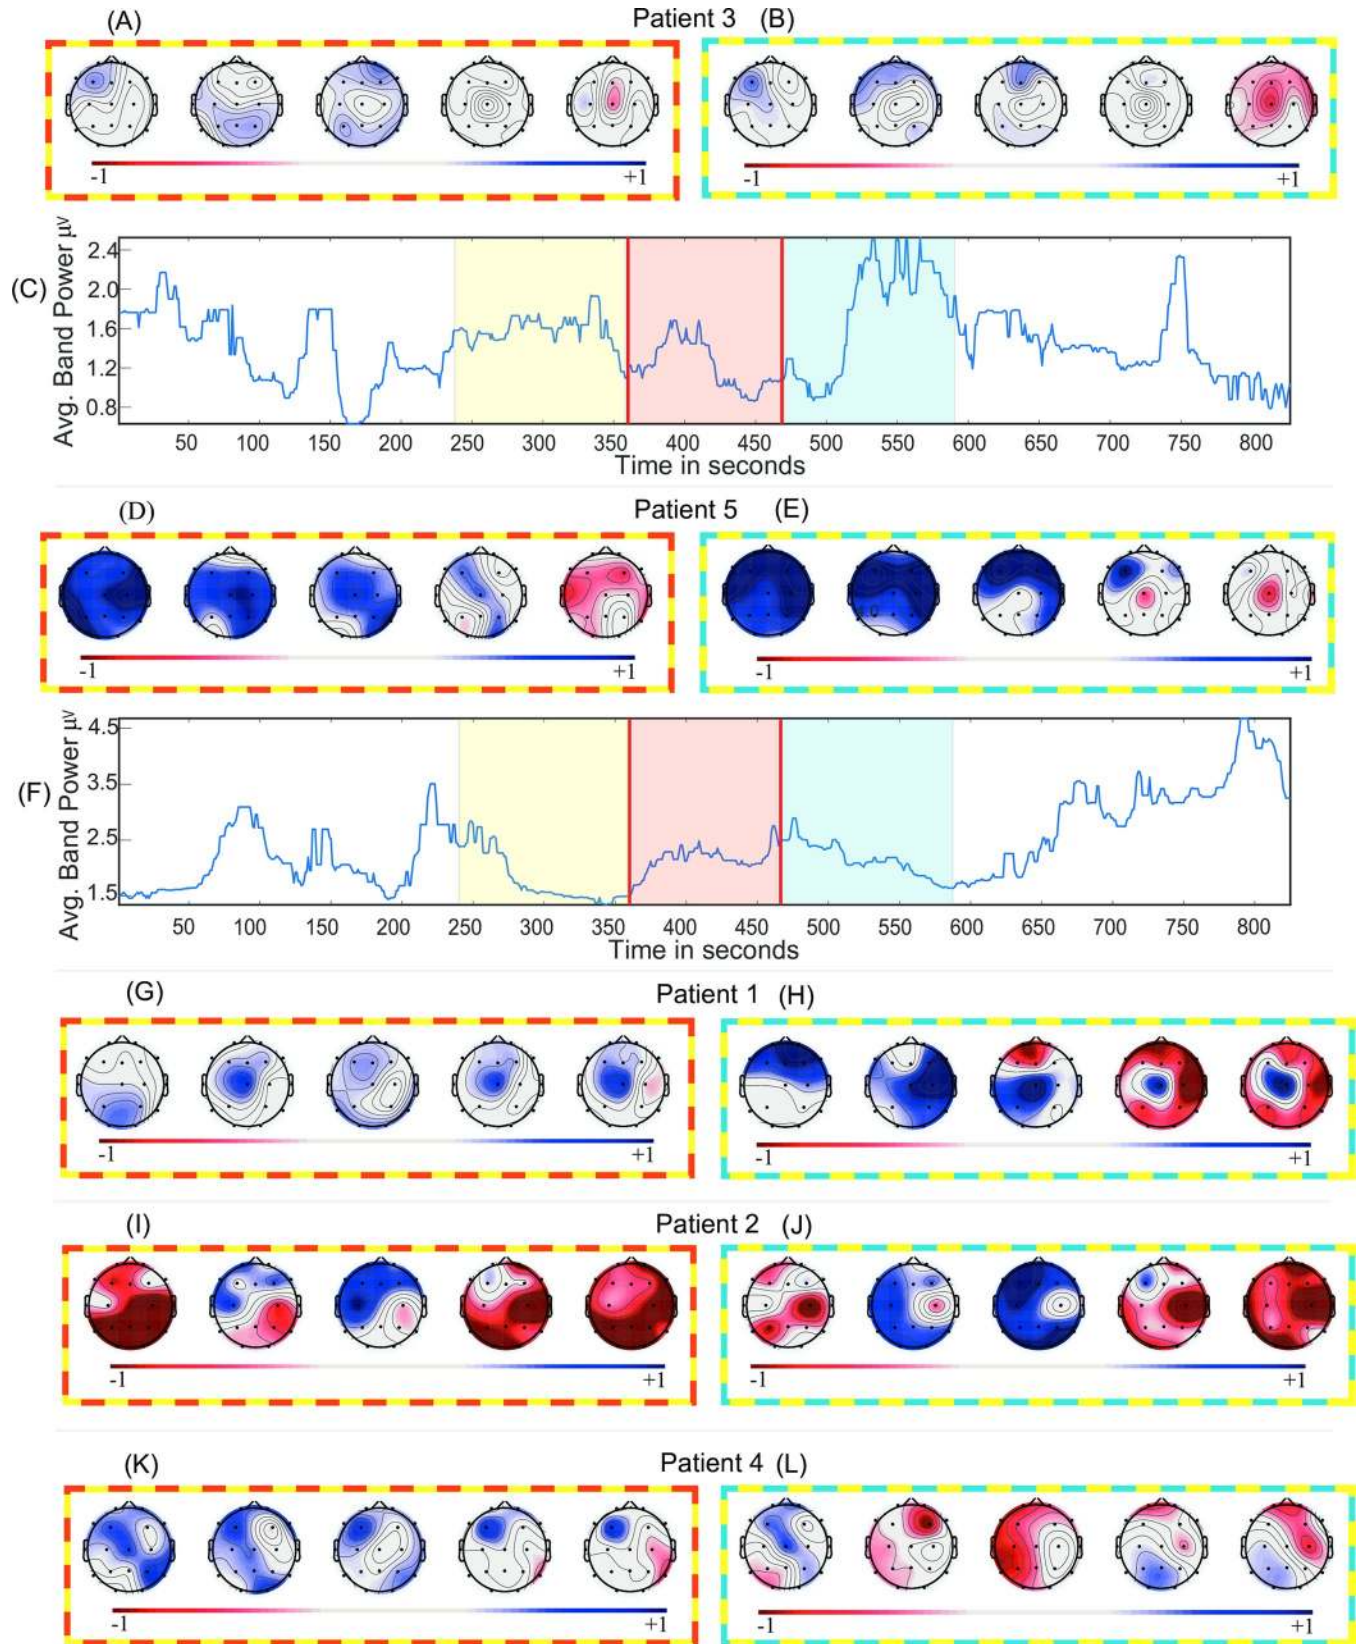 (A) Patient 3 (B)
-1 +1 -1 +1
(C)
Avg. Band Power μV
2.4
2.0
1.6
1.2
0.8
50 100 150 200 250 300 350 400 450 500 550 600 650 700 750 800
Time in seconds
(D) Patient 5 (E)
-1 +1 -1 +1
(F)
Avg. Band Power μV
4.5
3.5
2.5
1.5
50 100 150 200 250 300 350 400 450 500 550 600 650 700 750 800
Time in seconds
(G) Patient 1 (H)
-1 +1 -1 +1
(I) Patient 2 (J)
-1 +1 -1 +1
(K) Patient 4 (L)
-1 +1 -1 +1